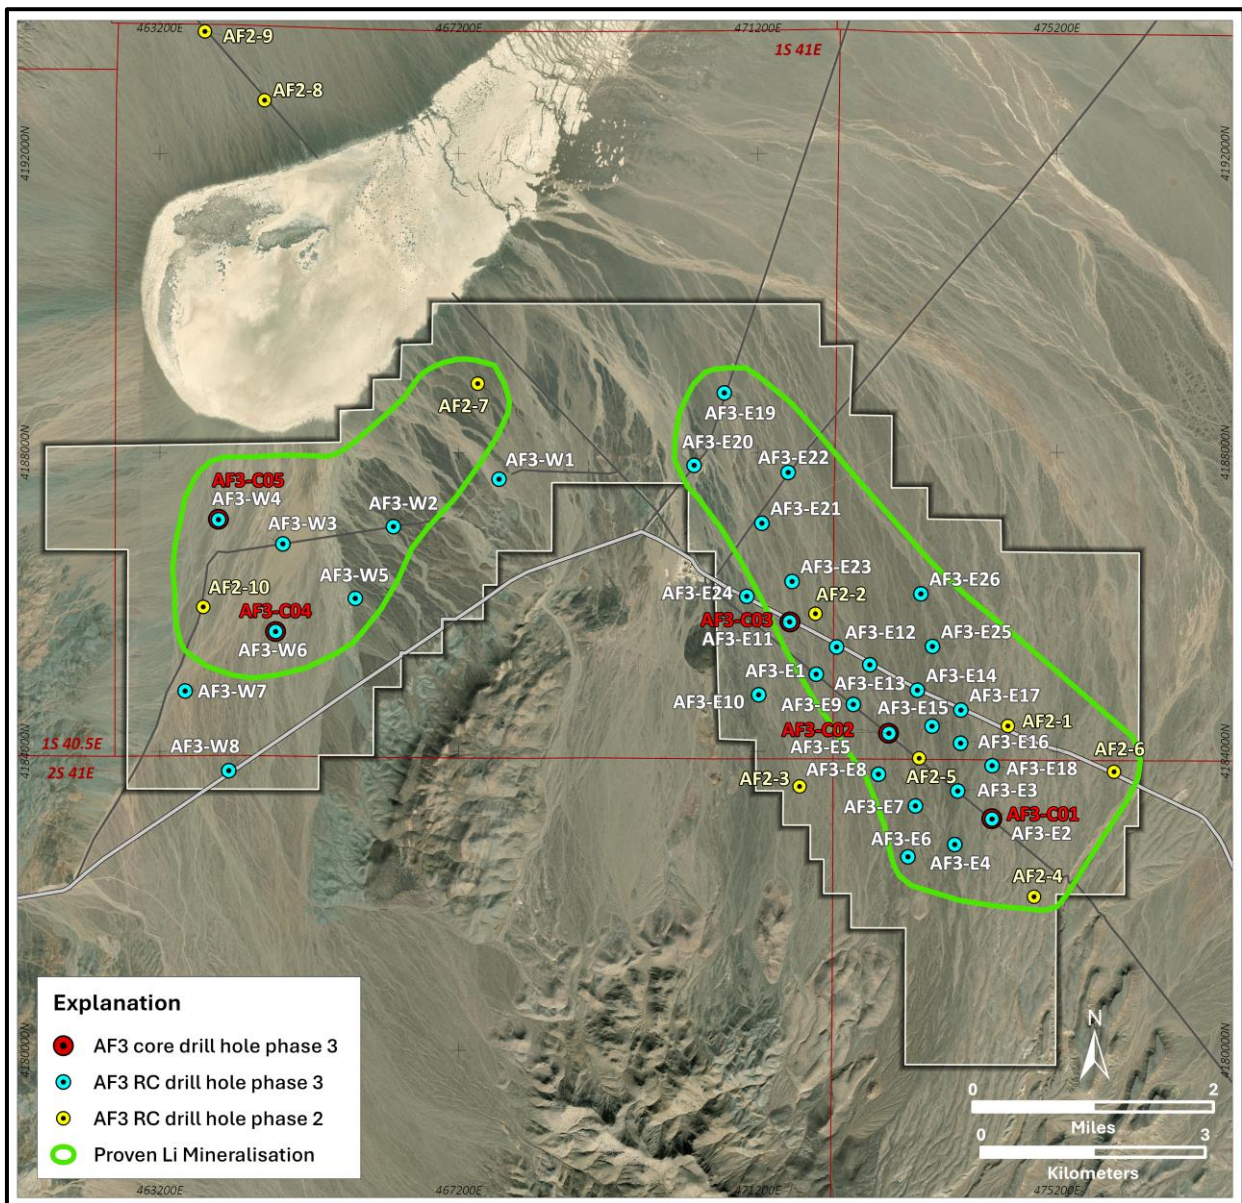 463200E
467200E
471200E
475200E
AF2-9
1S 41E
AF2-8
4192000N
4192000N
AF2-7
AF3-E19
AF3-E20
AF3-E22
4188000N
4188000N
AF3-W1
AF3-C05
AF3-W4
AF3-W2
AF3-W3
AF3-E21
AF3-W5
AF3-E23
AF3-E26
AF2-10
AF3-C04
AF3-W6
AF3-E24
AF2-2
AF3-C03
AF3-E11
AF3-E12
AF3-E25
AF3-E1
AF3-E13
AF3-E14
AF3-W7
AF3-E10
AF3-E9
AF3-E15
AF3-E17
AF3-C02
AF2-1
AF3-W8
1S 40.5E
2S 41E
4184000N
4184000N
AF3-E5
AF3-E16
AF2-6
AF2-3
AF3-E8
AF2-5
AF3-E18
AF3-E7
AF3-E3
AF3-C01
AF3-E2
AF3-E6
AF3-E4
AF2-4
4180000N
4180000N
Explanation
AF3 core drill hole phase 3
AF3 RC drill hole phase 3
AF3 RC drill hole phase 2
Proven Li Mineralisation
N
0 2
Miles
0 3
Kilometers
463200E
467200E
471200E
475200E